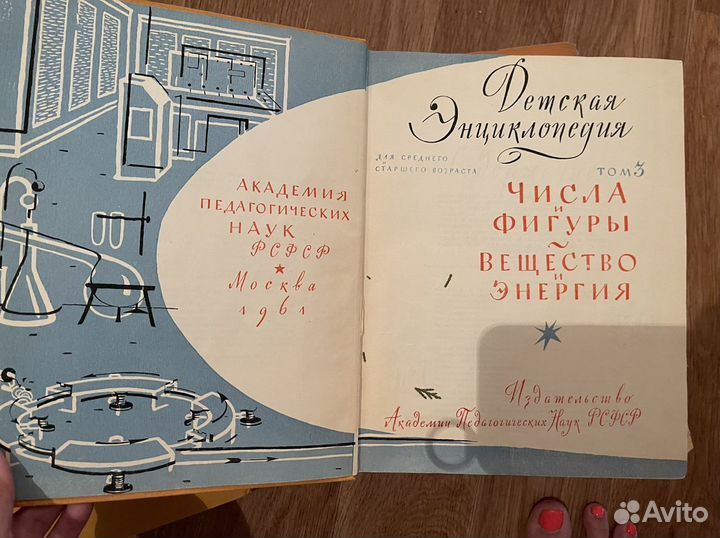 АКАДЕМИЯ
ПЕДАГОГИЧЕСКИХ
НАУК
РСФСР
Москва
1961
Детская
Энциклопедия
ДЛЯ СРЕДНЕГО
И
СТАРШЕГО ВОЗРАСТА
ТОМ 3
ЧИСЛА
И
ФИГУРЫ
~
ВЕЩЕСТВО
И
ЭНЕРГИЯ
Издательство
Академии Педагогических Наук РСФСР
Avito